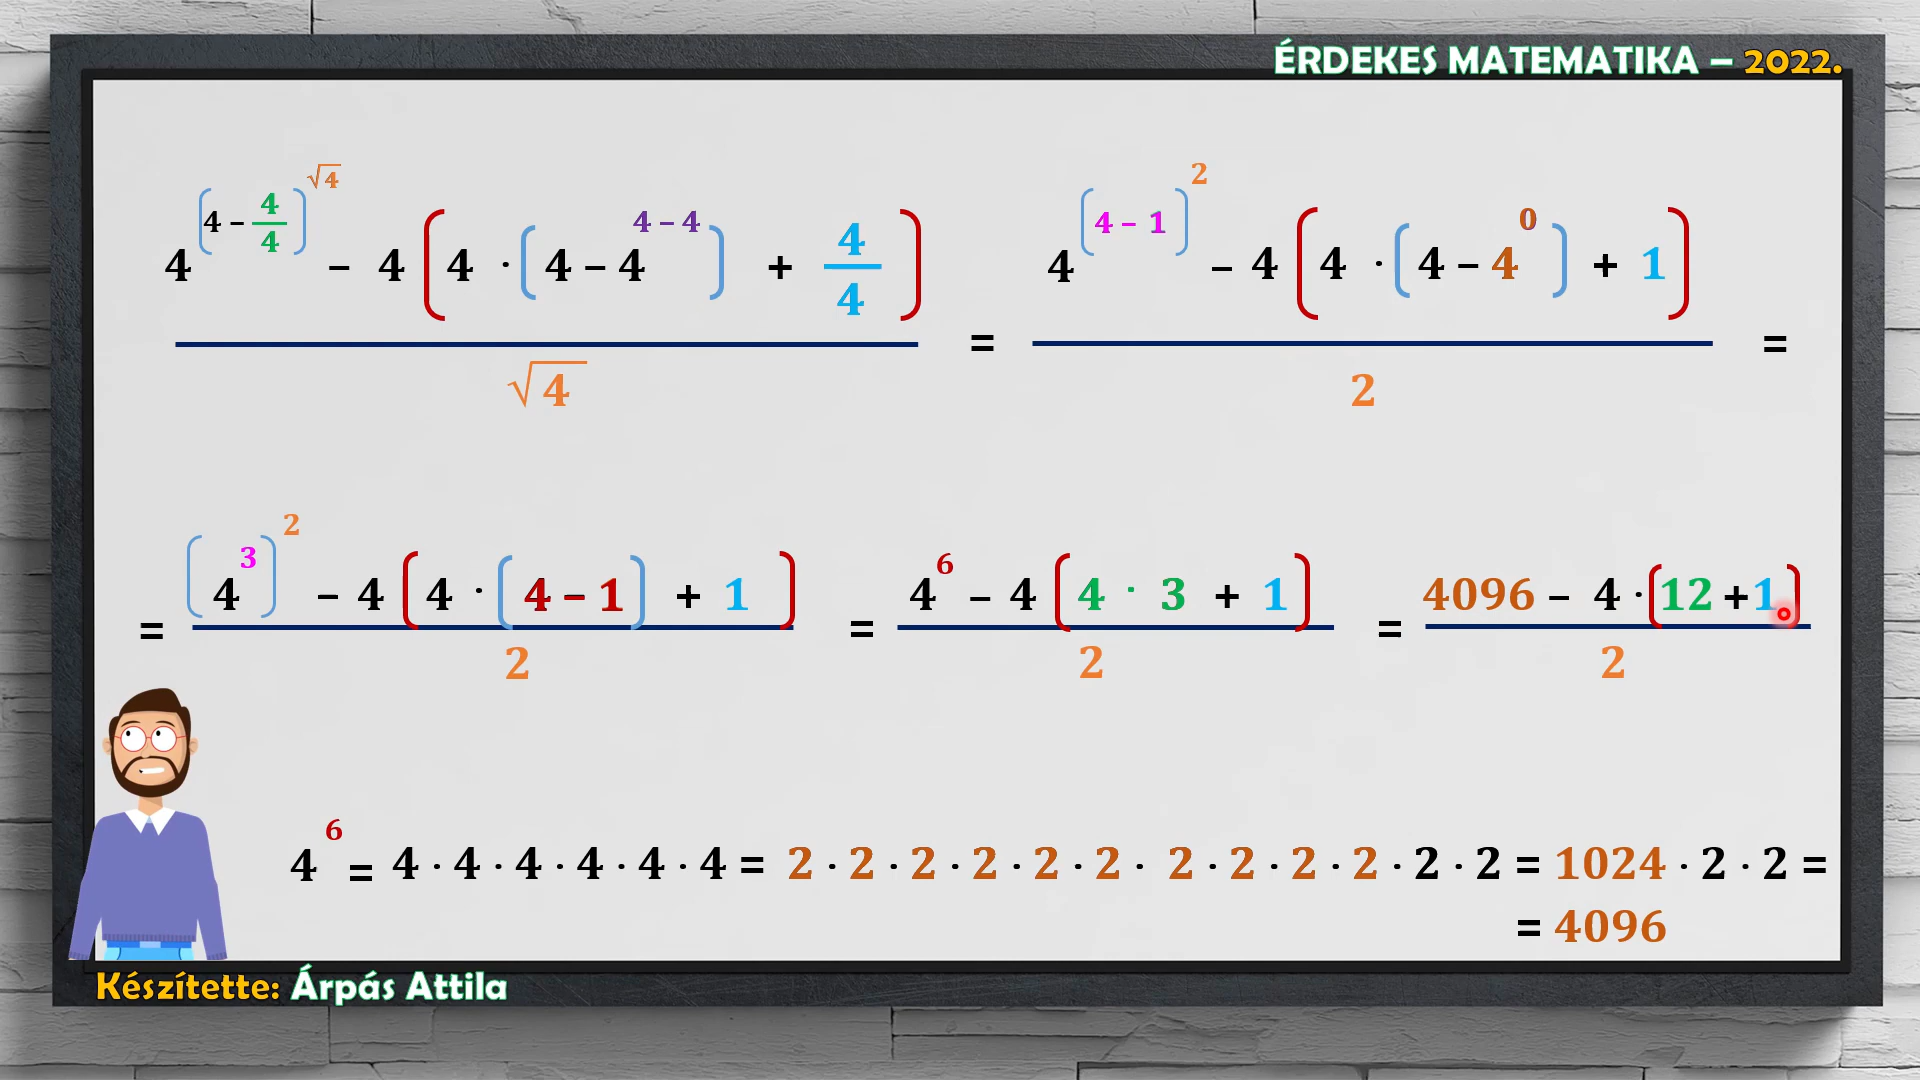 ÉRDEKES MATEMATIKA – 2022.
4^{[4 – 4/4]^{√4}} – 4 [4 · [4 – 4^{4 – 4}] + 4/4] / √4 = 4^{[4 – 1]^2} – 4 [4 · [4 – 4^0] + 1] / 2 =
= [4^3]^2 – 4 [4 · [4 – 1] + 1] / 2 = 4^6 – 4 [4 · 3 + 1] / 2 = 4096 – 4 · [12 + 1] / 2
4^6 = 4 · 4 · 4 · 4 · 4 · 4 = 2 · 2 · 2 · 2 · 2 · 2 · 2 · 2 · 2 · 2 · 2 · 2 = 1024 · 2 · 2 =
= 4096
Készítette: Árpás Attila